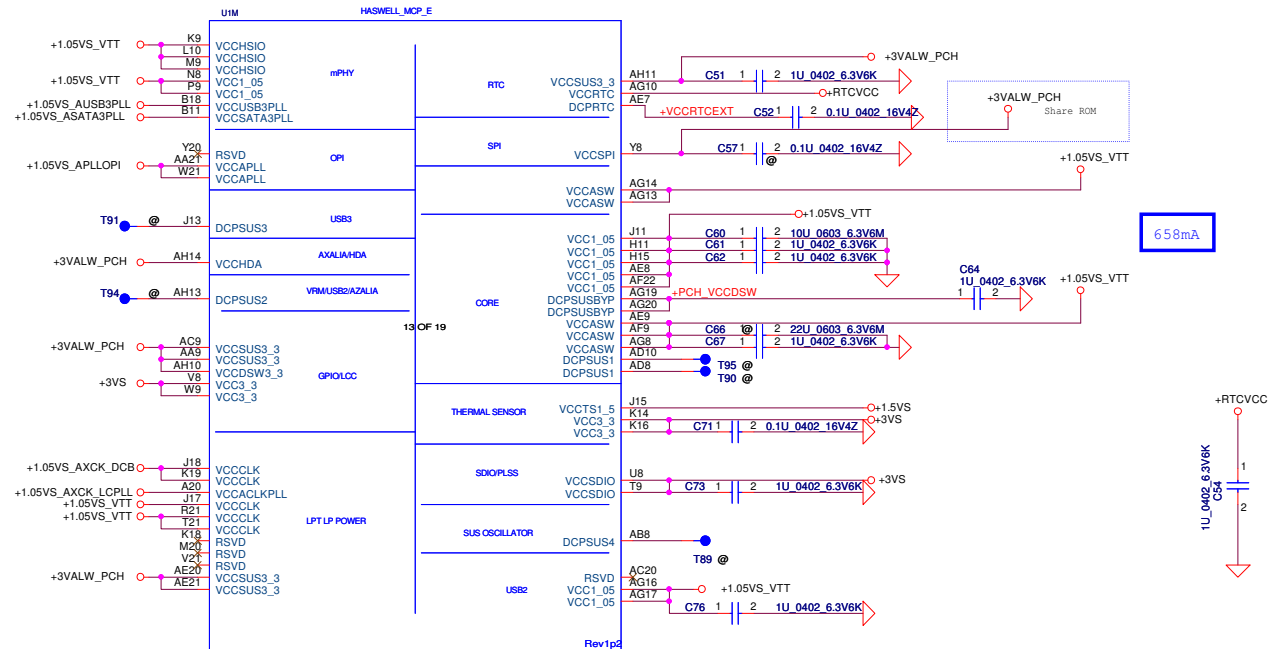 U1M
HASWELL_MCP_E
+1.05VS_VTT
K9
VCCHSIO
L10
VCCHSIO
M9
VCCHSIO
+1.05VS_VTT
N8
VCC1_05
P9
VCC1_05
+1.05VS_AUSB3PLL
B18
VCCUSB3PLL
+1.05VS_ASATA3PLL
B11
VCCSATA3PLL
mPHY
Y20
RSVD
+1.05VS_APLLOPI
AA21
VCCAPLL
W21
VCCAPLL
OPI
T91 @
J13
DCPSUS3
USB3
+3VALW_PCH
AH14
VCCHDA
AXALIA/HDA
T94 @
AH13
DCPSUS2
VRM/USB2/AZALIA
13 OF 19
+3VALW_PCH
AC9
VCCSUS3_3
AA9
VCCSUS3_3
AH10
VCCDSW3_3
+3VS
V8
VCC3_3
W9
VCC3_3
GPIO/LCC
+1.05VS_AXCK_DCB
J18
VCCCLK
K19
VCCCLK
+1.05VS_AXCK_LCPLL
A20
VCCACLKPLL
+1.05VS_VTT
J17
VCCCLK
+1.05VS_VTT
R21
VCCCLK
T21
VCCCLK
K18
RSVD
M20
RSVD
V21
RSVD
+3VALW_PCH
AE20
VCCSUS3_3
AE21
VCCSUS3_3
LPT LP POWER
RTC
VCCSUS3_3
AH11
+3VALW_PCH
C51 1 2 1U_0402_6.3V6K
VCCRTC
AG10
+RTCVCC
DCPRTC
AE7
+VCCRTCEXT
C52 1 2 0.1U_0402_16V4Z
+3VALW_PCH
Share ROM
SPI
VCCSPI
Y8
C57 1 2 0.1U_0402_16V4Z
@
+1.05VS_VTT
VCCASW
AG14
VCCASW
AG13
+1.05VS_VTT
CORE
VCC1_05
J11
C60 1 2 10U_0603_6.3V6M
VCC1_05
H11
C61 1 2 1U_0402_6.3V6K
VCC1_05
H15
C62 1 2 1U_0402_6.3V6K
VCC1_05
AE8
VCC1_05
AF22
658mA
DCPSUSBYP
AG19
+PCH_VCCDSW
DCPSUSBYP
AG20
C64
1U_0402_6.3V6K
1 2
+1.05VS_VTT
VCCASW
AE9
VCCASW
AF9
C66 1 @ 2 22U_0603_6.3V6M
VCCASW
AG8
C67 1 2 1U_0402_6.3V6K
DCPSUS1
AD10
T95 @
DCPSUS1
AD8
T90 @
THERMAL SENSOR
VCCTS1_5
J15
+1.5VS
VCC3_3
K14
+3VS
VCC3_3
K16
C71 1 2 0.1U_0402_16V4Z
SDIO/PLSS
VCCSDIO
U8
+3VS
VCCSDIO
T9
C73 1 2 1U_0402_6.3V6K
SUS OSCILLATOR
DCPSUS4
AB8
T89 @
USB2
RSVD
AC20
VCC1_05
AG16
+1.05VS_VTT
VCC1_05
AG17
C76 1 2 1U_0402_6.3V6K
Rev1p2
+RTCVCC
1
1U_0402_6.3V6K
C54
2